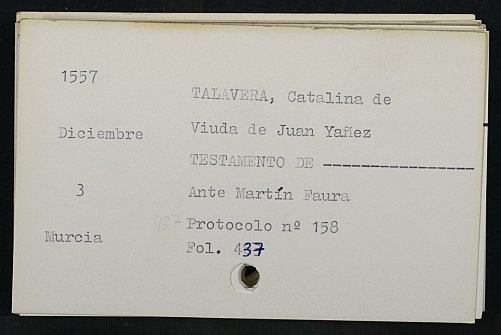 1557
TALAVERA, Catalina de
Diciembre
Viuda de Juan Yañez
TESTAMENTO DE ----------------
3
Ante Martín Faura
437 Protocolo nº 158
Murcia
Fol. 437